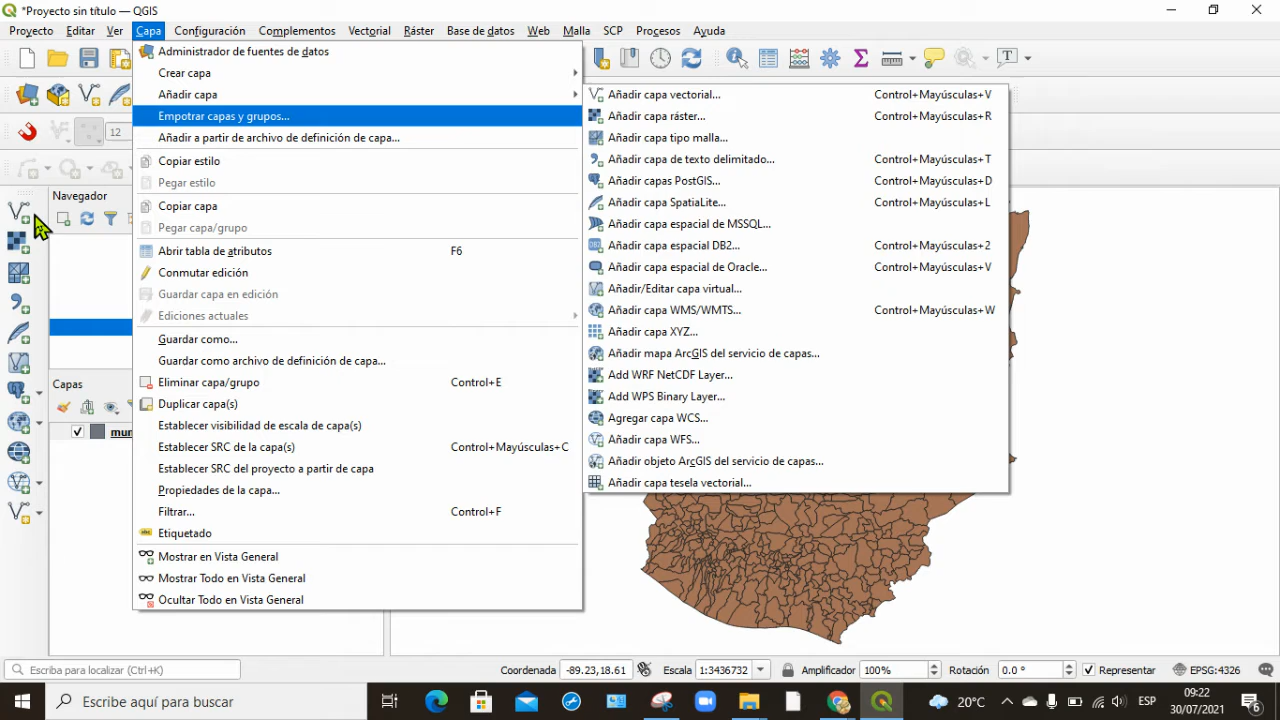 *Proyecto sin título — QGIS
Proyecto Editar Ver Capa Configuración Complementos Vectorial Ráster Base de datos Web Malla SCP Procesos Ayuda
Administrador de fuentes de datos
Crear capa
Añadir capa
Empotrar capas y grupos...
Añadir a partir de archivo de definición de capa...
Copiar estilo
Pegar estilo
Copiar capa
Pegar capa/grupo
Abrir tabla de atributos F6
Conmutar edición
Guardar capa en edición
Ediciones actuales
Guardar como...
Guardar como archivo de definición de capa...
Eliminar capa/grupo Control+E
Duplicar capa(s)
Establecer visibilidad de escala de capa(s)
Establecer SRC de la capa(s) Control+Mayúsculas+C
Establecer SRC del proyecto a partir de capa
Propiedades de la capa...
Filtrar... Control+F
Etiquetado
Mostrar en Vista General
Mostrar Todo en Vista General
Ocultar Todo en Vista General
Añadir capa vectorial... Control+Mayúsculas+V
Añadir capa ráster... Control+Mayúsculas+R
Añadir capa tipo malla...
Añadir capa de texto delimitado... Control+Mayúsculas+T
Añadir capas PostGIS... Control+Mayúsculas+D
Añadir capa SpatiaLite... Control+Mayúsculas+L
Añadir capa espacial de MSSQL...
Añadir capa espacial DB2... Control+Mayúsculas+2
Añadir capa espacial de Oracle... Control+Mayúsculas+V
Añadir/Editar capa virtual...
Añadir capa WMS/WMTS... Control+Mayúsculas+W
Añadir capa XYZ...
Añadir mapa ArcGIS del servicio de capas...
Add WRF NetCDF Layer...
Add WPS Binary Layer...
Agregar capa WCS...
Añadir capa WFS...
Añadir objeto ArcGIS del servicio de capas...
Añadir capa tesela vectorial...
12
Navegador
Capas
mun
Escriba para localizar (Ctrl+K) Coordenada -89.23,18.61 Escala 1:3436732 Amplificador 100% Rotación 0.0 ° Representar EPSG:4326
Escribe aquí para buscar 20°C ESP 09:22
30/07/2021 6